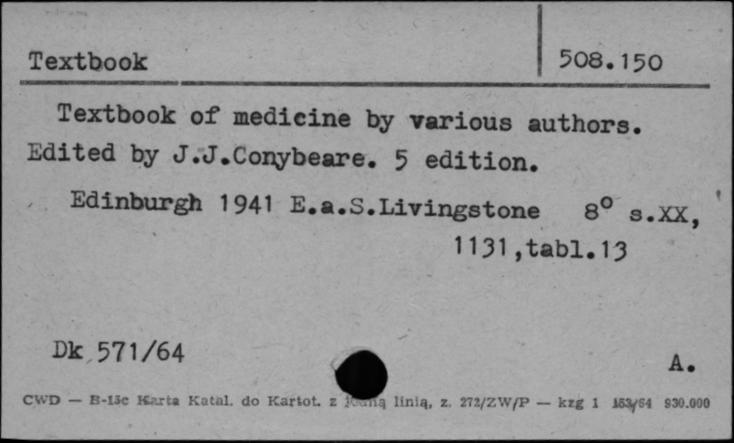 Textbook
508.150
Textbook of medicine by various authors.
Edited by J.J.Conybeare. 5 edition.
Edinburgh 1941 E.a.S.Livingstone 8° s.XX,
1131,tabl.13
Dk 571/64
A.
CWD — B-15c Karta Katal. do Kartot. z jedną linią, z. 272/ZW/P — kzg 1 153/64 930.000